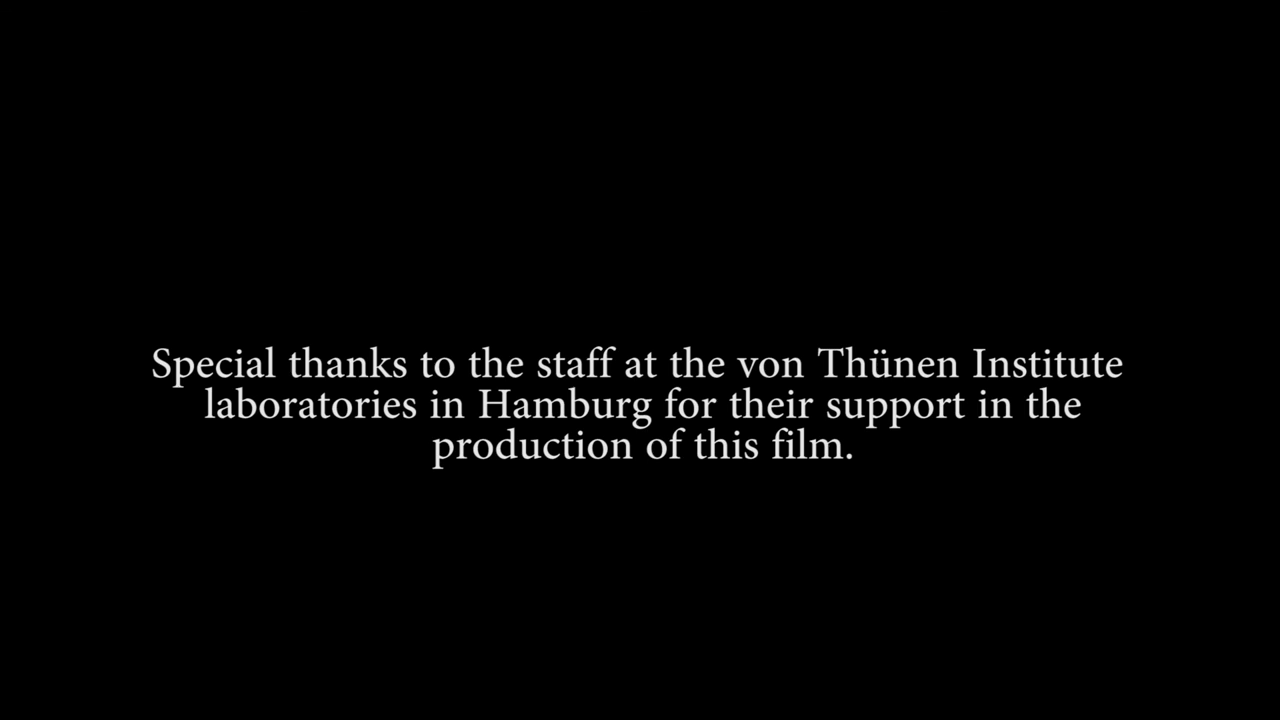 Special thanks to the staff at the von Thünen Institute
laboratories in Hamburg for their support in the
production of this film.